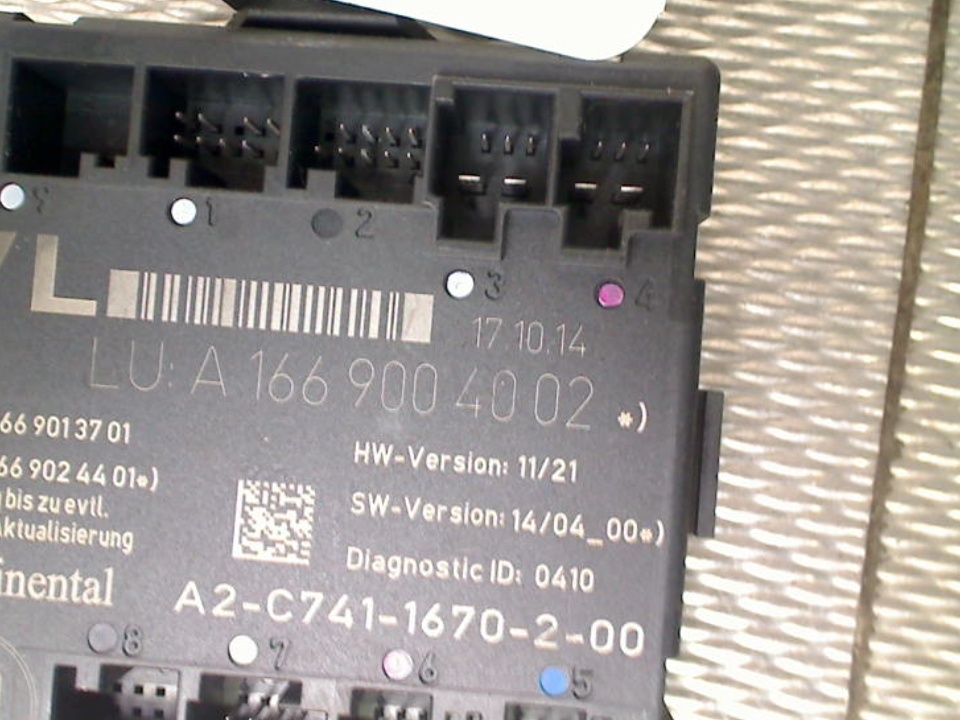 9 1 2
3 4
L
17.10.14
LU: A 166 900 40 02 *)
66 901 37 01
66 902 44 01*)
HW-Version: 11/21
bis zu evtl.
SW-Version: 14/04_00*)
Aktualisierung
Diagnostic ID: 0410
inental
A2-C741-1670-2-00
8 7 6 5